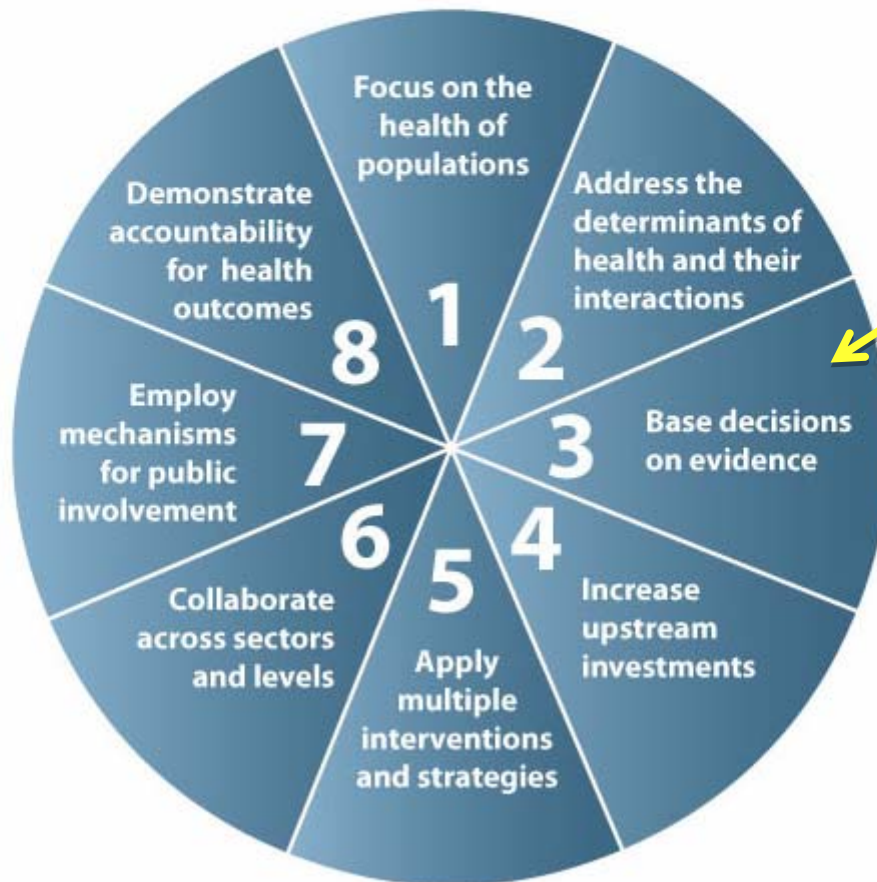 Focus on the
health of
populations
1
Address the
determinants of
health and their
interactions
2
Base decisions
on evidence
3
Increase
upstream
investments
4
Apply
multiple
interventions
and strategies
5
Collaborate
across sectors
and levels
6
Employ
mechanisms
for public
involvement
7
Demonstrate
accountability
for health
outcomes
8